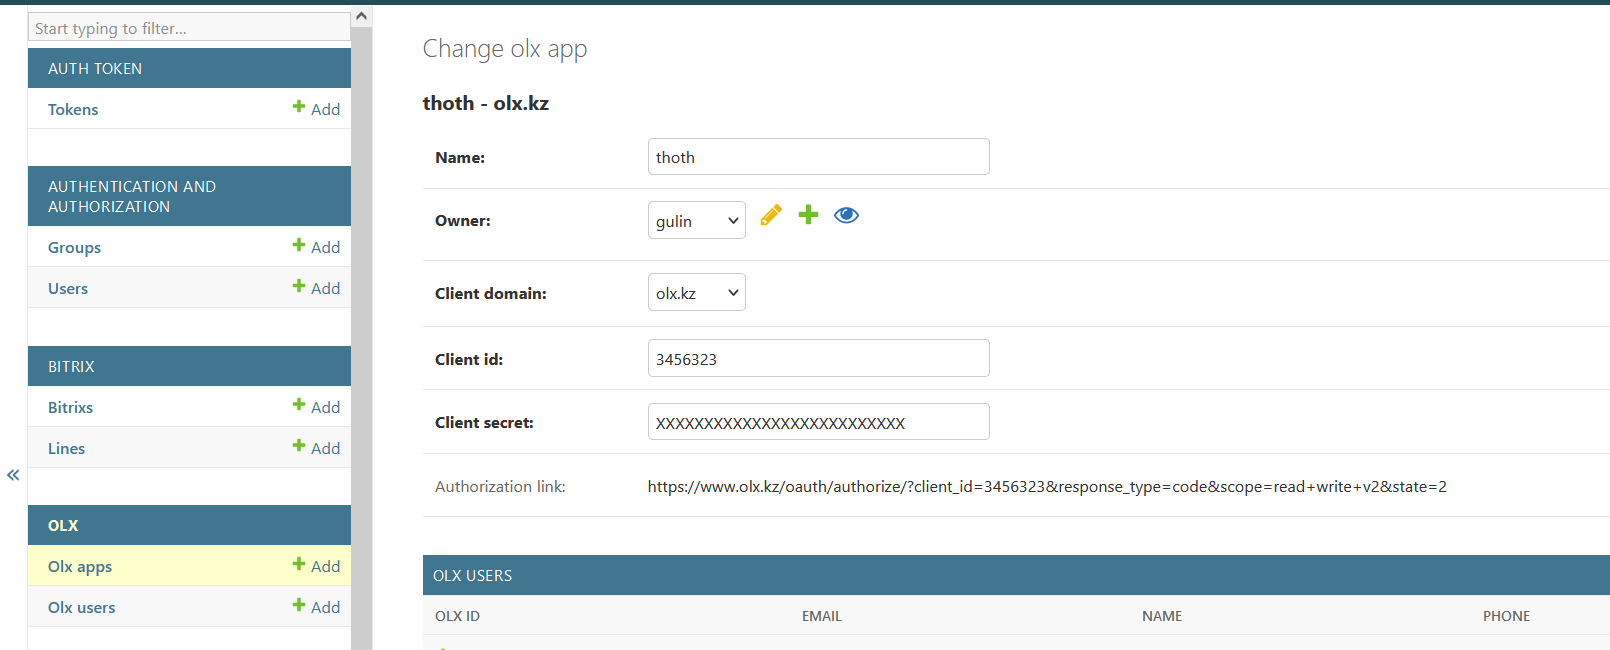 Start typing to filter...
AUTH TOKEN
Tokens Add
AUTHENTICATION AND
AUTHORIZATION
Groups Add
Users Add
BITRIX
Bitrixs Add
Lines Add
«
OLX
Olx apps Add
Olx users Add
Change olx app
thoth - olx.kz
Name: thoth
Owner: gulin
Client domain: olx.kz
Client id: 3456323
Client secret: XXXXXXXXXXXXXXXXXXXXXXXXXX
Authorization link: https://www.olx.kz/oauth/authorize/?client_id=3456323&response_type=code&scope=read+write+v2&state=2
OLX USERS
OLX ID EMAIL NAME PHONE